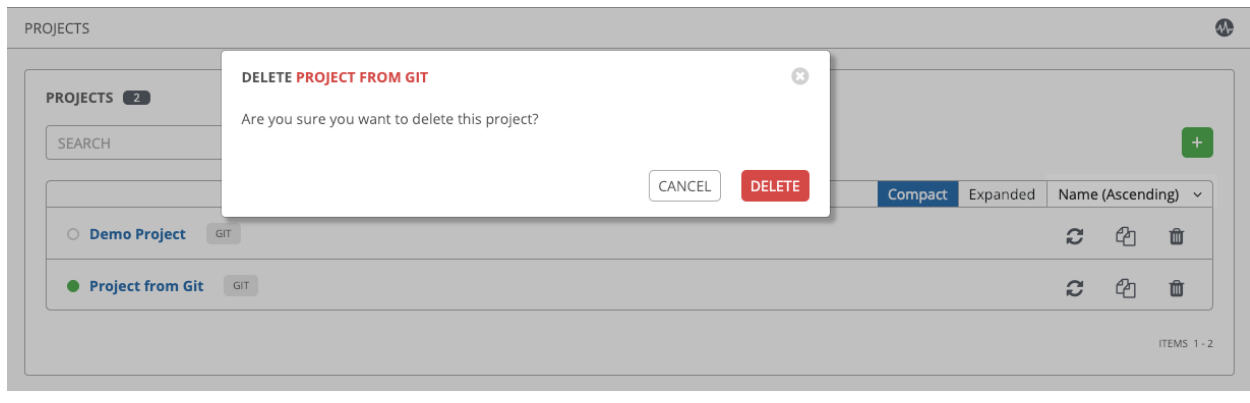 PROJECTS
DELETE PROJECT FROM GIT
Are you sure you want to delete this project?
CANCEL DELETE
PROJECTS 2
SEARCH
+
Compact Expanded Name (Ascending)
Demo Project GIT
Project from Git GIT
ITEMS 1 - 2